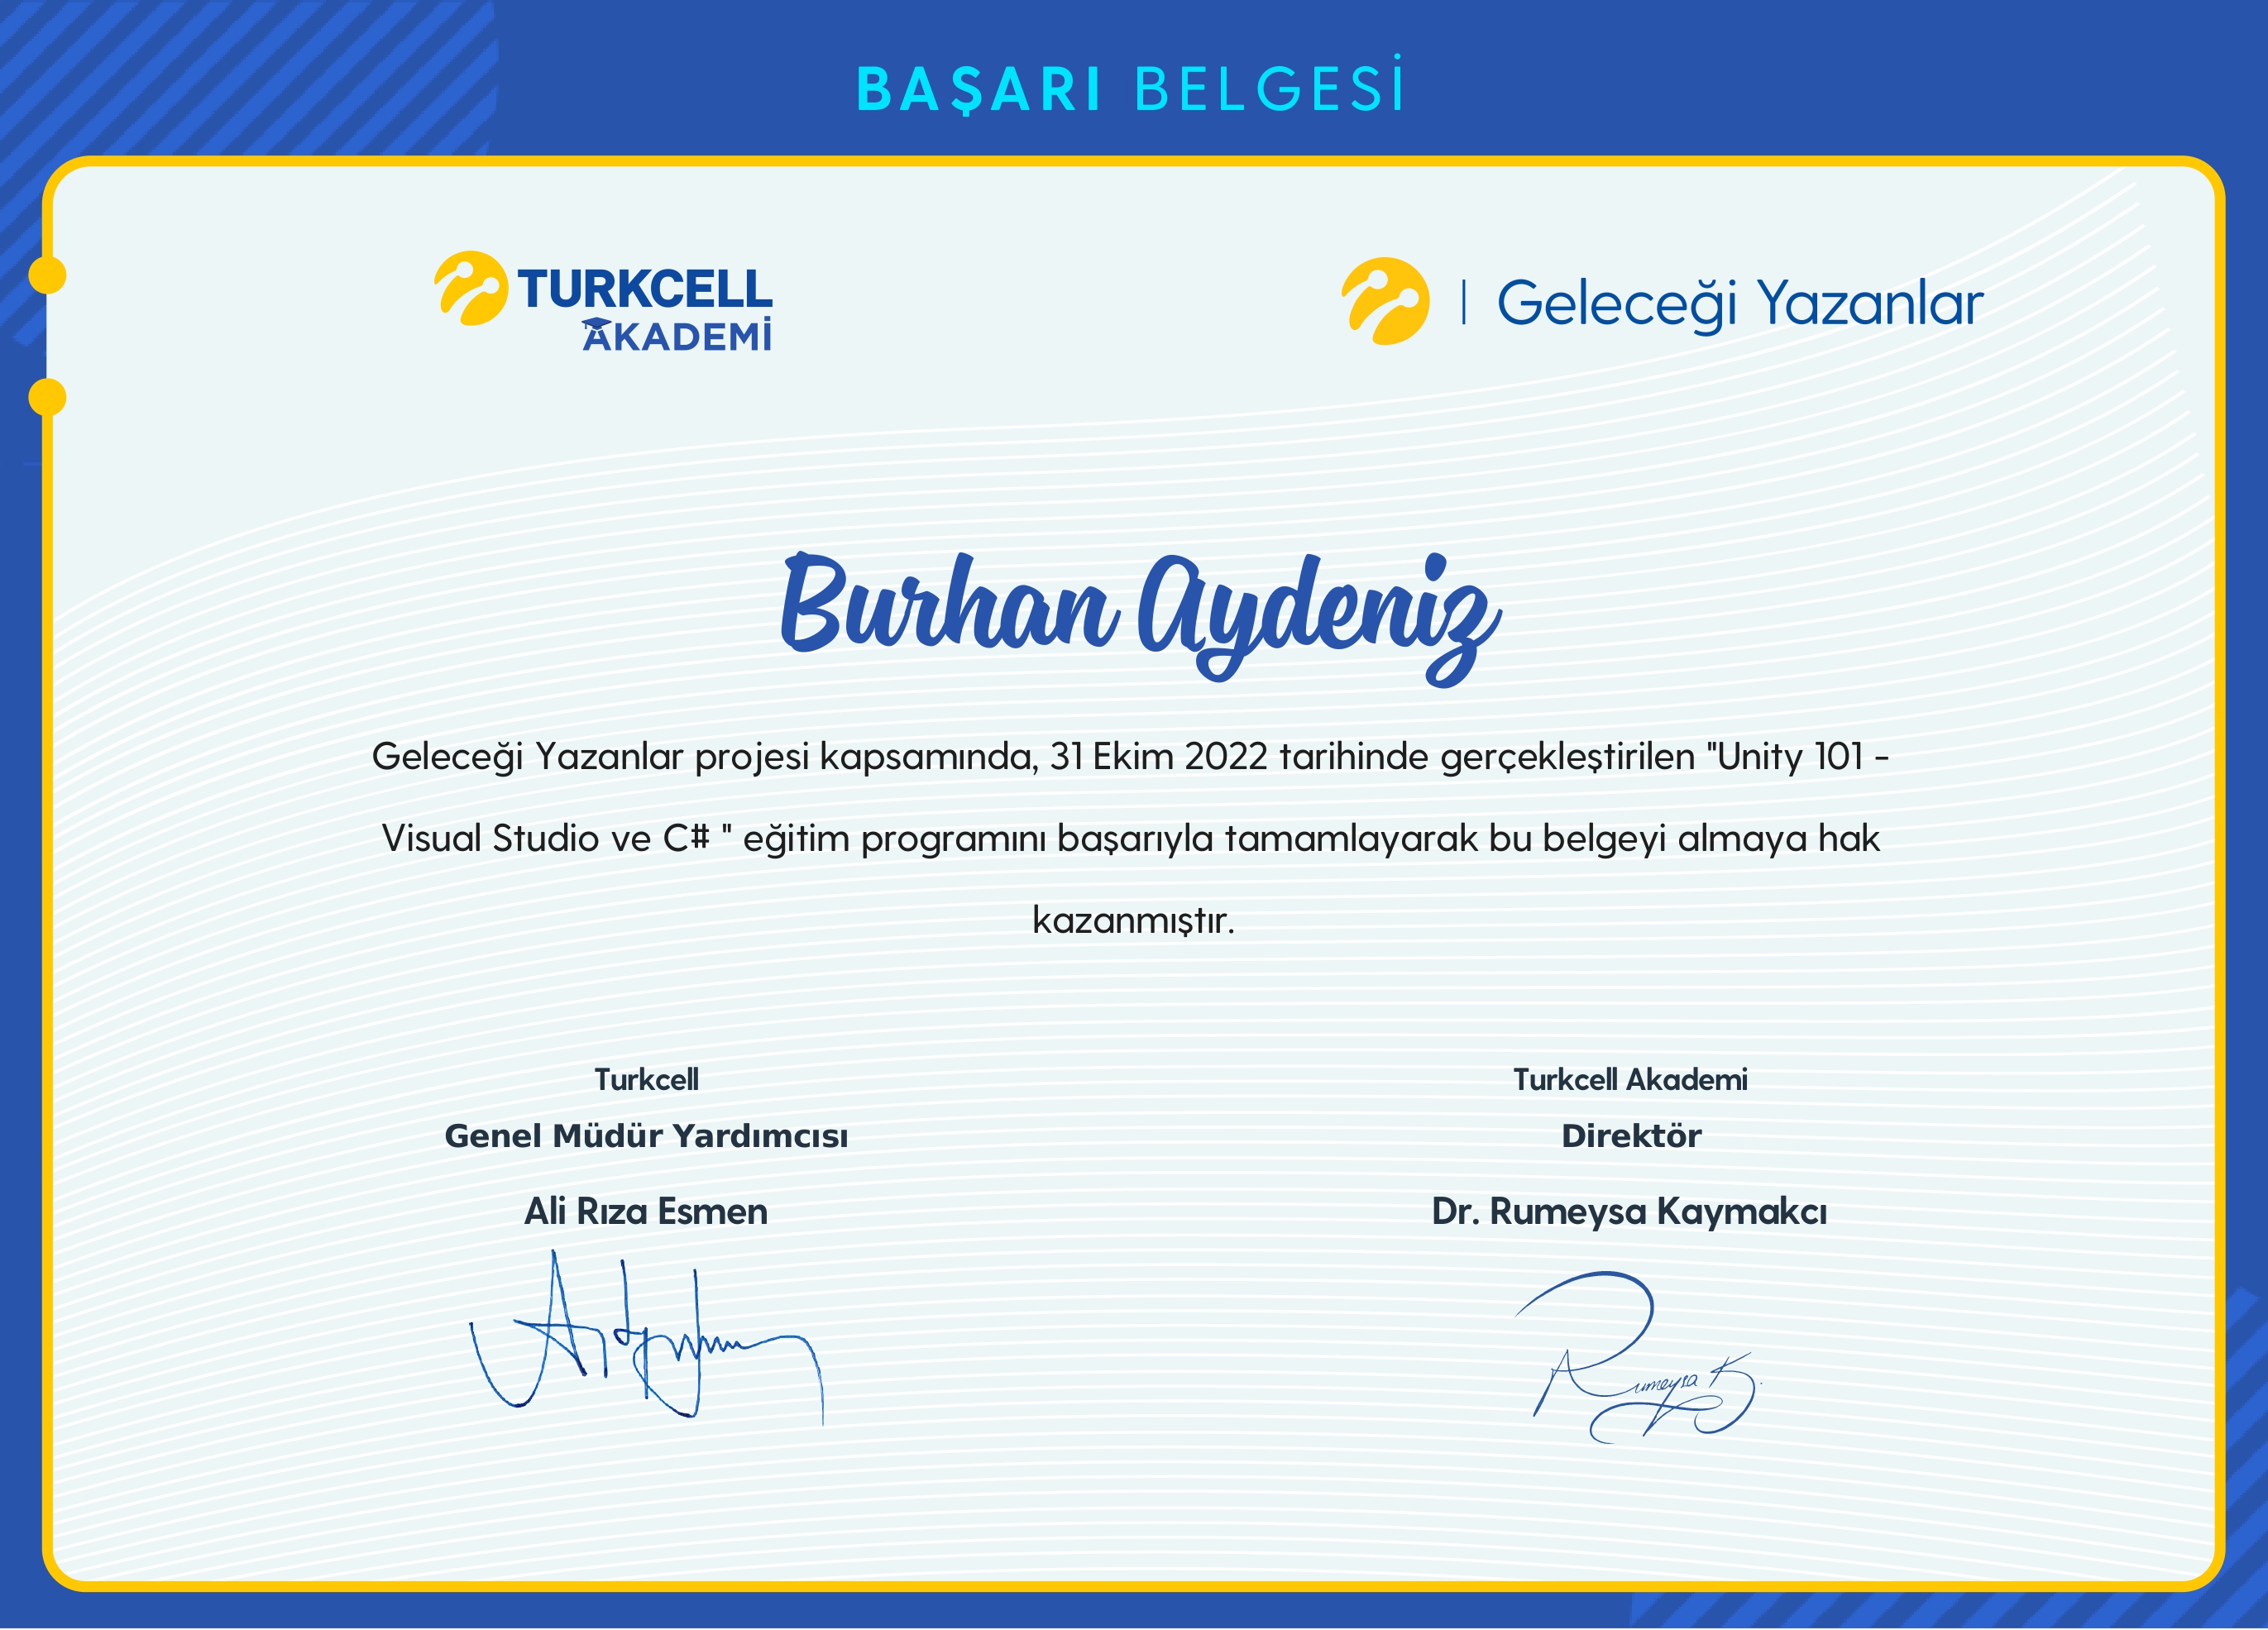 BAŞARI BELGESİ
TURKCELL
AKADEMİ
Geleceği Yazanlar
Burhan Aydeniz
Geleceği Yazanlar projesi kapsamında, 31 Ekim 2022 tarihinde gerçekleştirilen "Unity 101 -
Visual Studio ve C# " eğitim programını başarıyla tamamlayarak bu belgeyi almaya hak
kazanmıştır.
Turkcell
Genel Müdür Yardımcısı
Ali Rıza Esmen
Turkcell Akademi
Direktör
Dr. Rumeysa Kaymakcı
Rumeysa K.